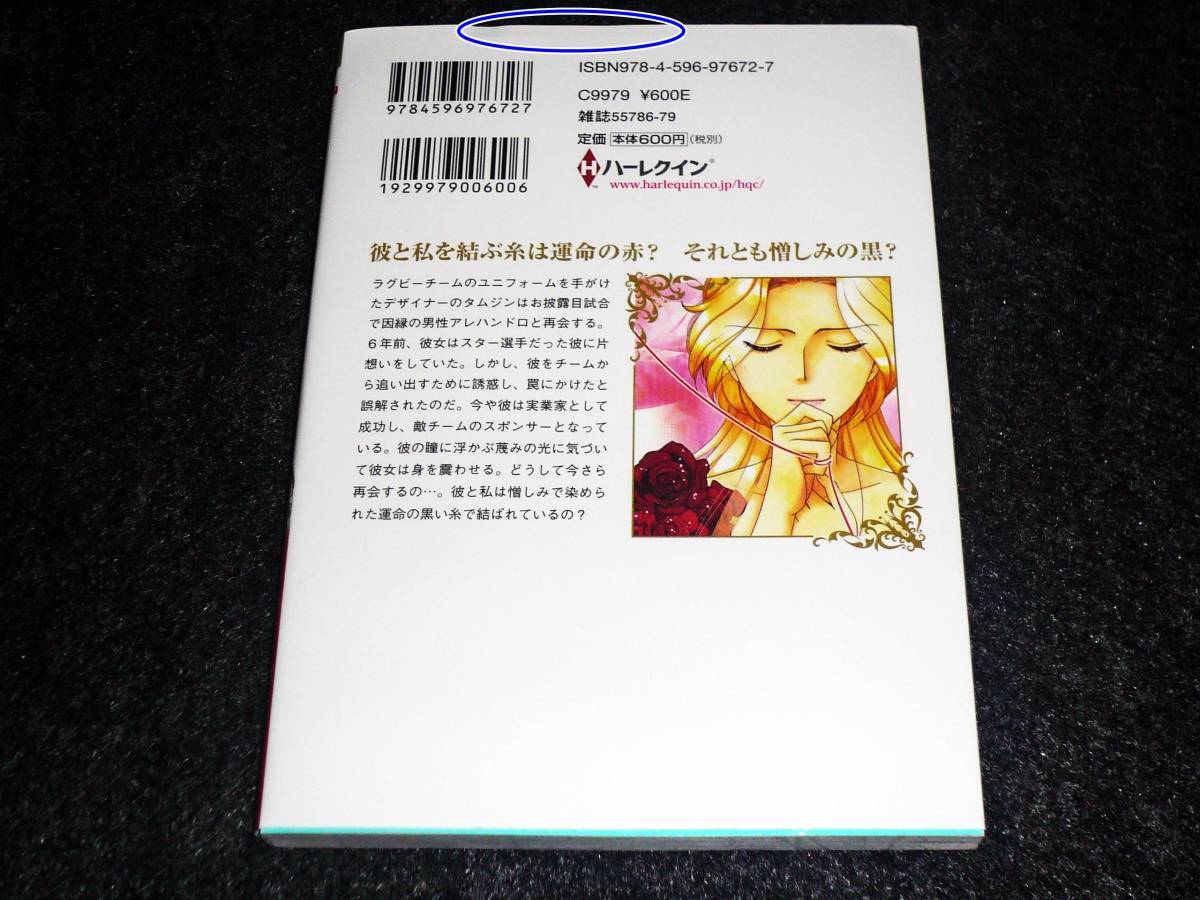 ISBN978-4-596-97672-7
9784596976727
C9979 ¥600E
雑誌55786-79
定価 本体600円(税別)
1929979006006
H ハーレクイン®
™
www.harlequin.co.jp/hqc/
彼と私を結ぶ糸は運命の赤? それとも憎しみの黒?
ラグビーチームのユニフォームを手がけ
たデザイナーのタムジンはお披露目試合
で因縁の男性アレハンドロと再会する。
6年前、彼女はスター選手だった彼に片
想いをしていた。しかし、彼をチームか
ら追い出すために誘惑し、罠にかけたと
誤解されたのだ。今や彼は実業家として
成功し、敵チームのスポンサーとなって
いる。彼の瞳に浮かぶ蔑みの光に気づい
て彼女は身を震わせる。どうして今さら
再会するの…。彼と私は憎しみで染めら
れた運命の黒い糸で結ばれているの?